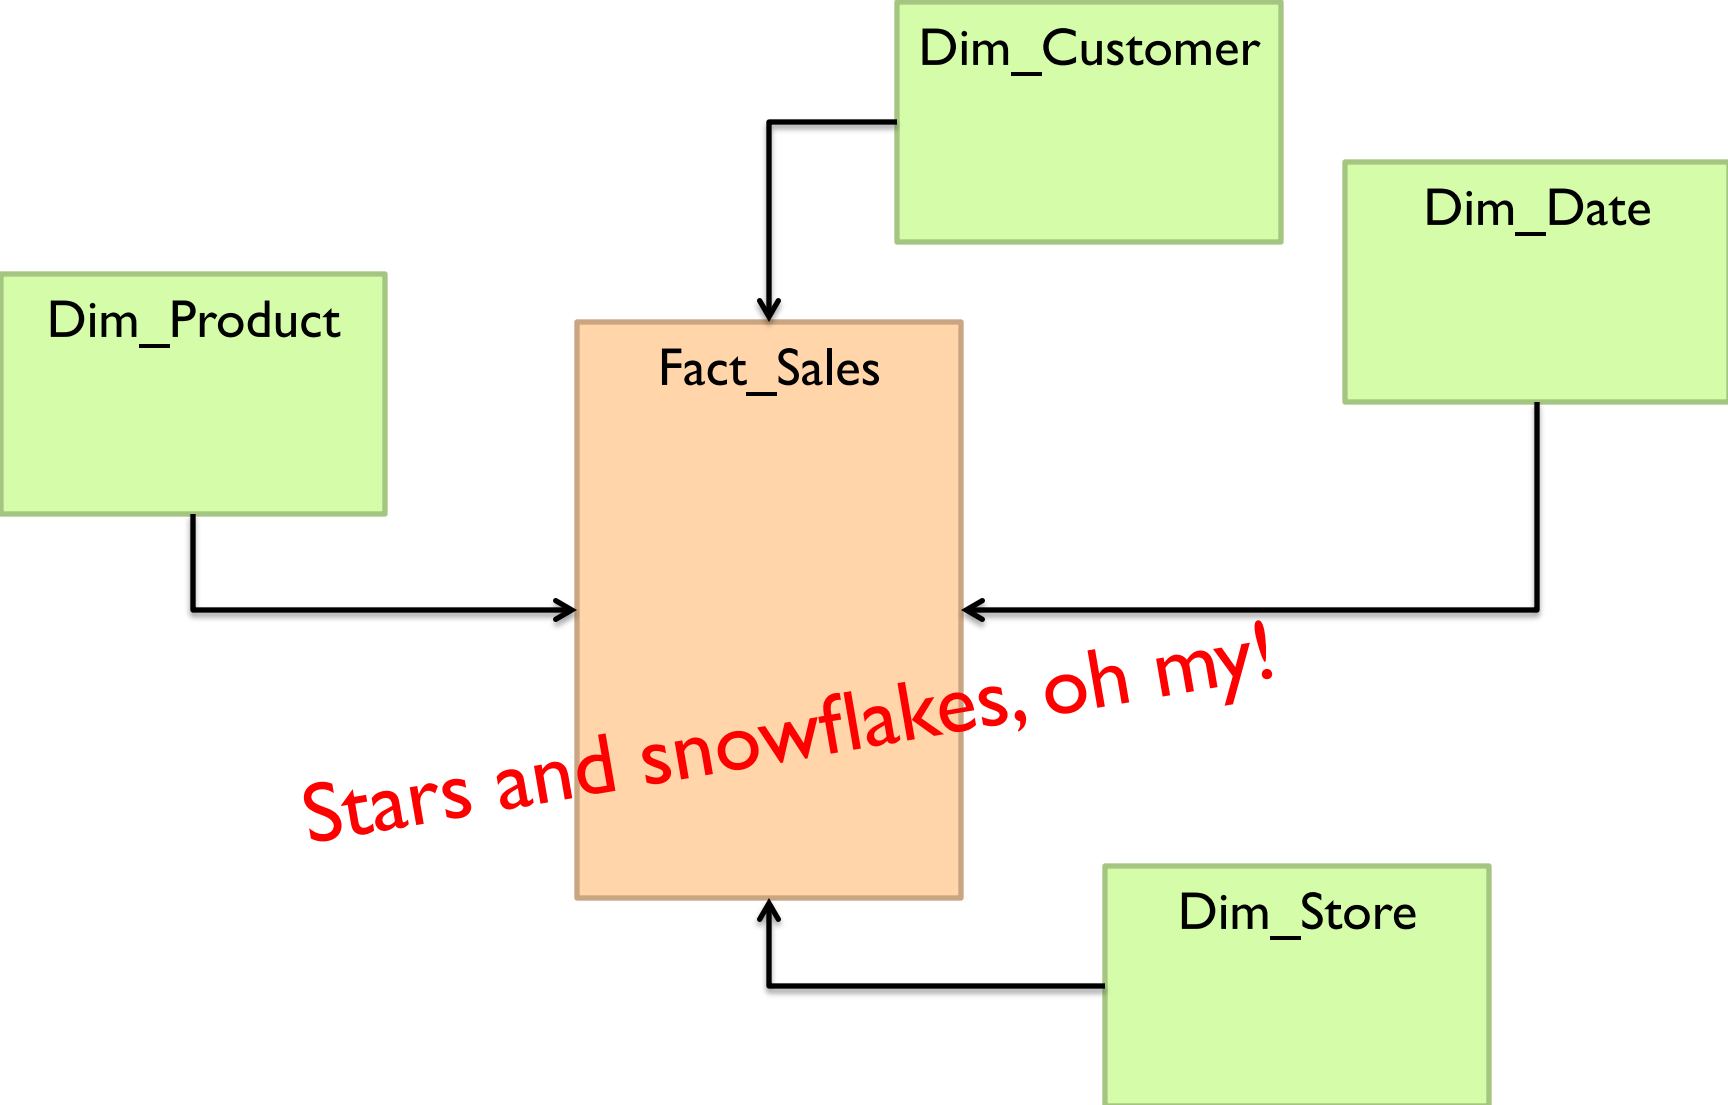 Dim_Customer
Dim_Date
Dim_Product
Fact_Sales
Stars and snowflakes, oh my!
Dim_Store